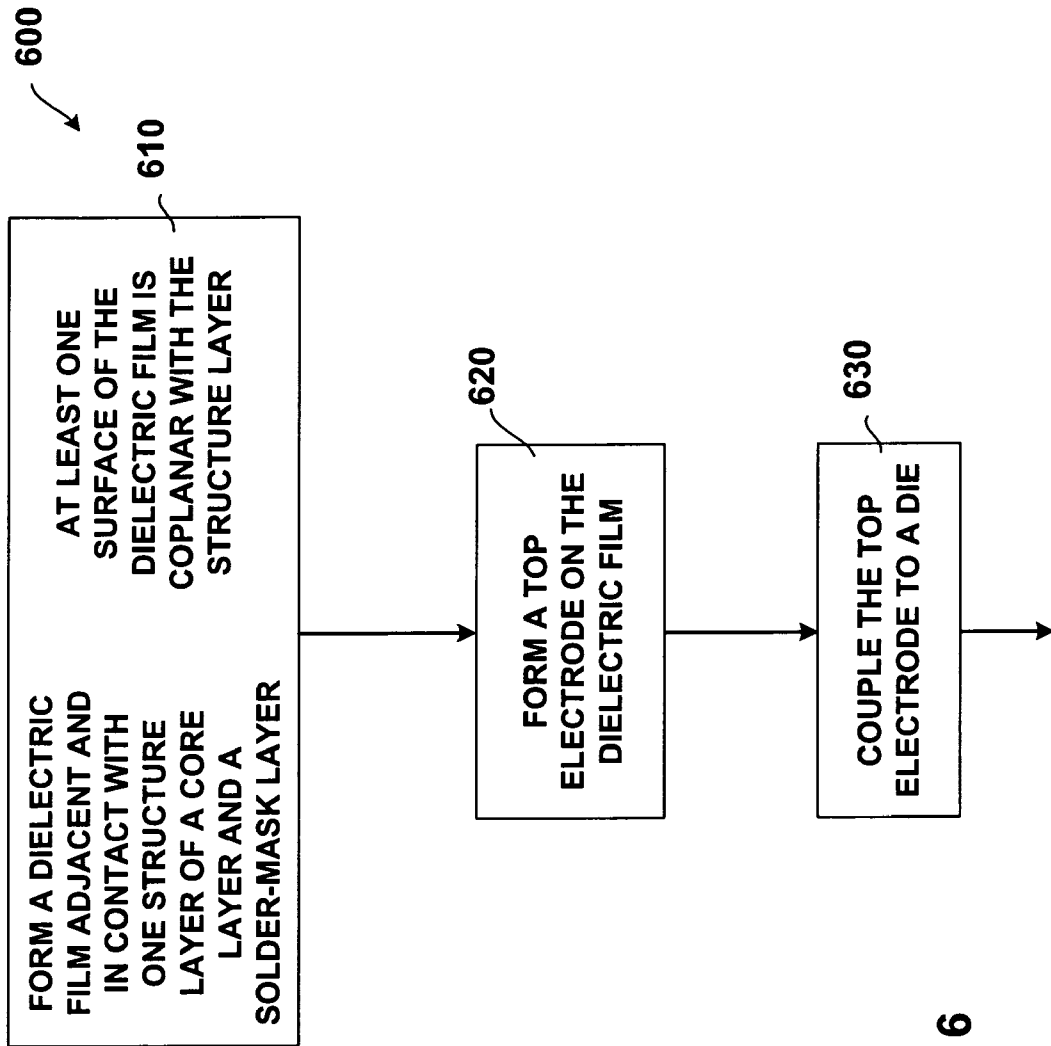 600
FORM A DIELECTRIC
FILM ADJACENT AND
IN CONTACT WITH
ONE STRUCTURE
LAYER OF A CORE
LAYER AND A
SOLDER-MASK LAYER
AT LEAST ONE
SURFACE OF THE
DIELECTRIC FILM IS
COPLANAR WITH THE
STRUCTURE LAYER
610
FORM A TOP
ELECTRODE ON THE
DIELECTRIC FILM
620
COUPLE THE TOP
ELECTRODE TO A DIE
630
6